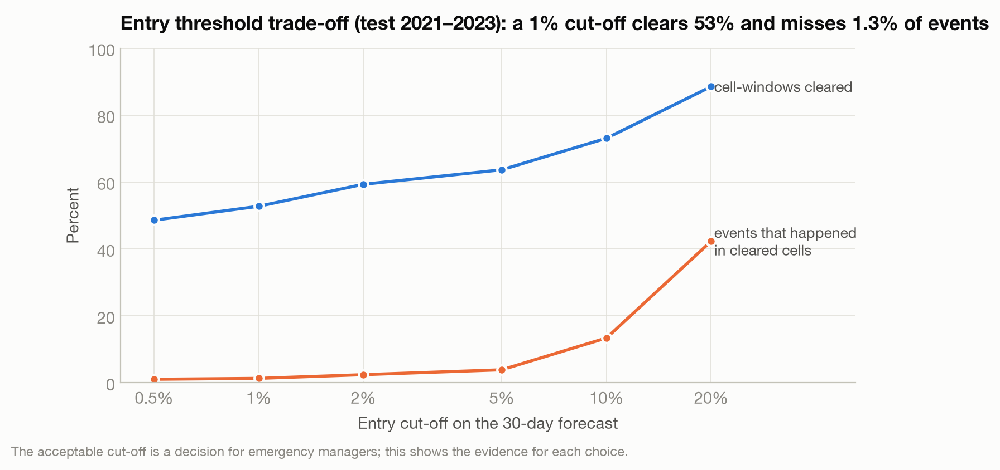 Entry threshold trade-off (test 2021–2023): a 1% cut-off clears 53% and misses 1.3% of events
100
80
60
40
20
0
Percent
cell-windows cleared
events that happened
in cleared cells
0.5%
1%
2%
5%
10%
20%
Entry cut-off on the 30-day forecast
The acceptable cut-off is a decision for emergency managers; this shows the evidence for each choice.